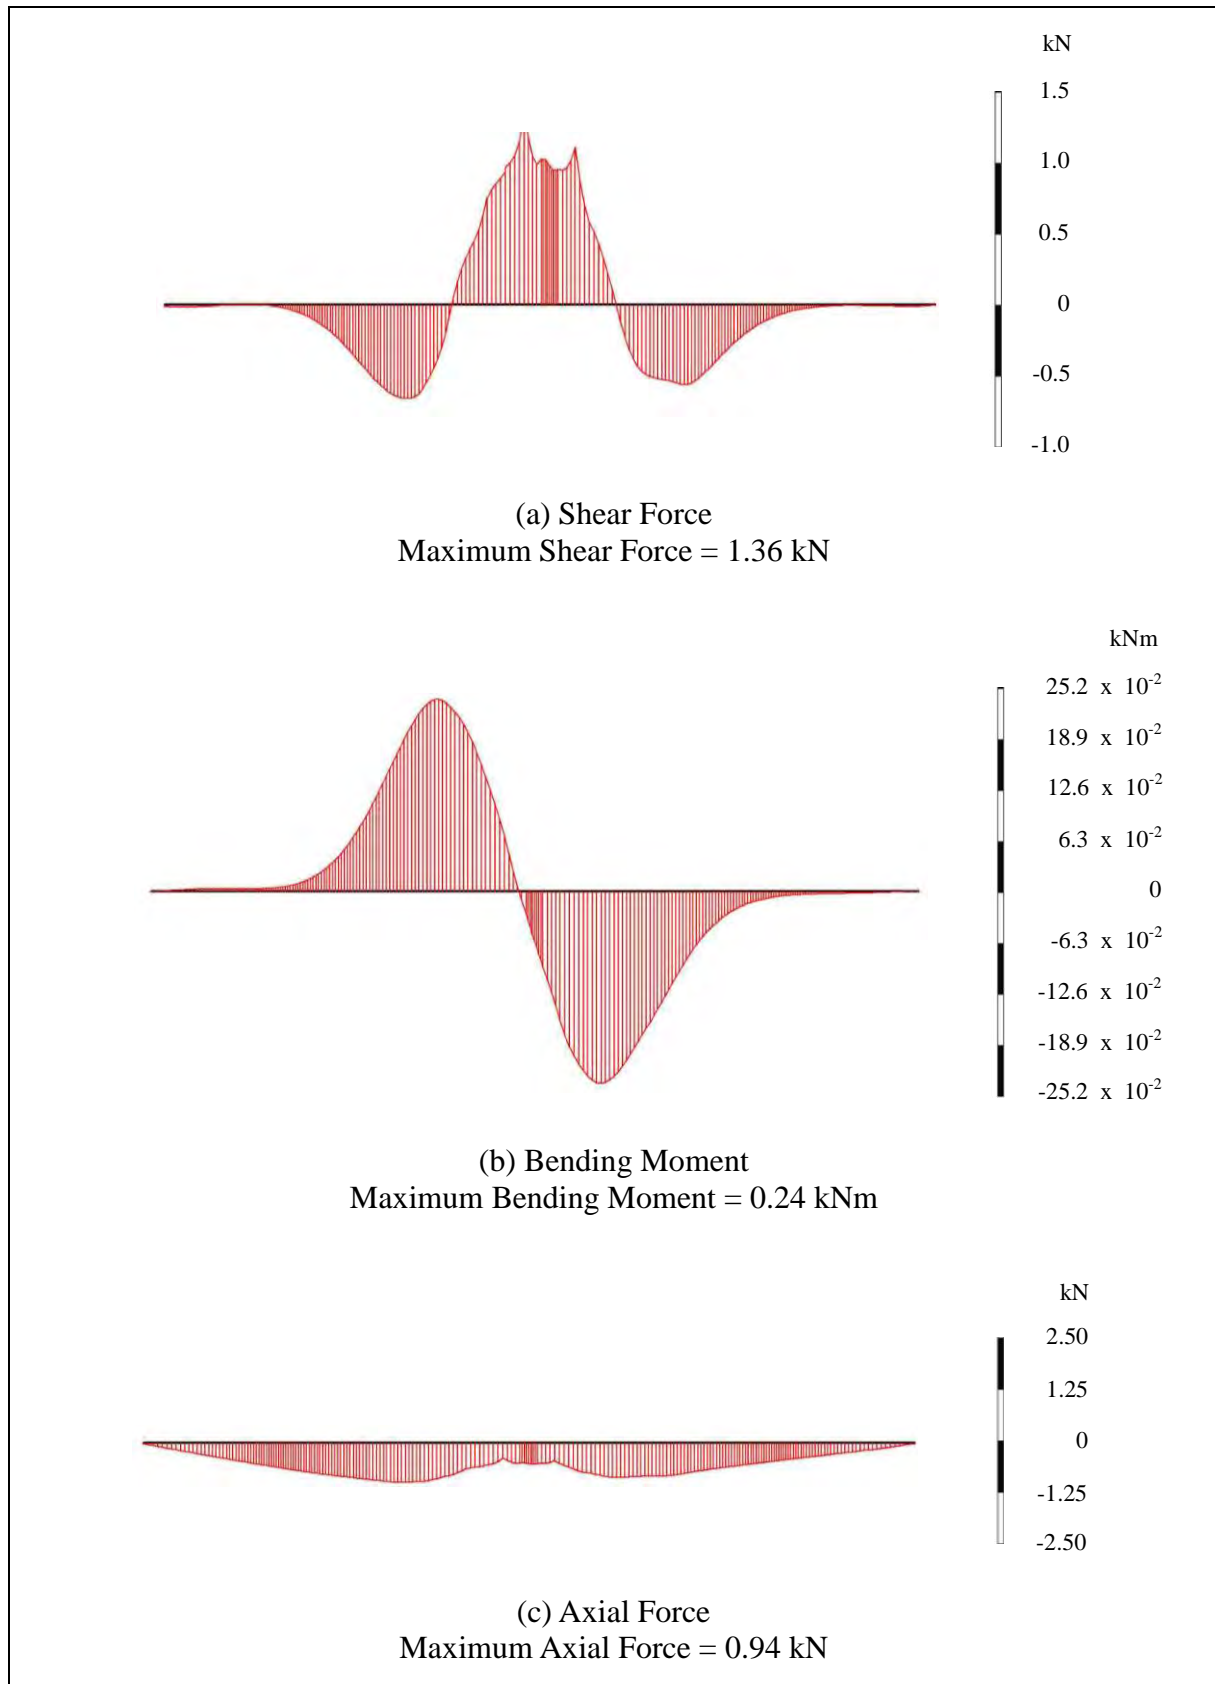 kN
1.5
1.0
0.5
0
-0.5
-1.0
(a) Shear Force
Maximum Shear Force = 1.36 kN
kNm
25.2 x 10⁻²
18.9 x 10⁻²
12.6 x 10⁻²
6.3 x 10⁻²
0
-6.3 x 10⁻²
-12.6 x 10⁻²
-18.9 x 10⁻²
-25.2 x 10⁻²
(b) Bending Moment
Maximum Bending Moment = 0.24 kNm
kN
2.50
1.25
0
-1.25
-2.50
(c) Axial Force
Maximum Axial Force = 0.94 kN